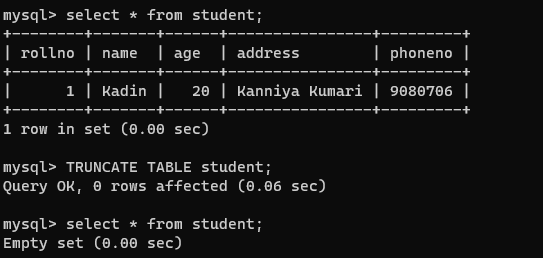 mysql> select * from student;
+--------+-------+------+----------------+---------+
| rollno | name  | age  | address        | phoneno |
+--------+-------+------+----------------+---------+
|      1 | Kadin |   20 | Kanniya Kumari | 9080706 |
+--------+-------+------+----------------+---------+
1 row in set (0.00 sec)
mysql> TRUNCATE TABLE student;
Query OK, 0 rows affected (0.06 sec)
mysql> select * from student;
Empty set (0.00 sec)